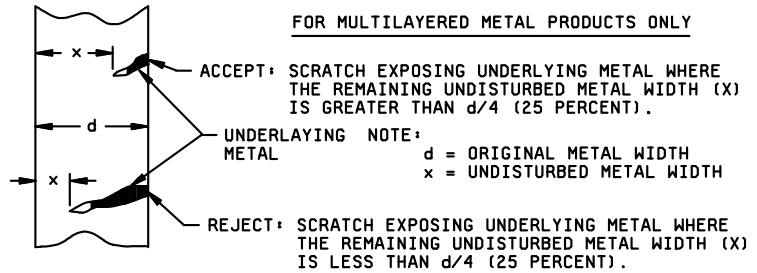 FOR MULTILAYERED METAL PRODUCTS ONLY
x
ACCEPT: SCRATCH EXPOSING UNDERLYING METAL WHERE
THE REMAINING UNDISTURBED METAL WIDTH (X)
IS GREATER THAN d/4 (25 PERCENT).
d
UNDERLAYING
METAL
NOTE:
d = ORIGINAL METAL WIDTH
x = UNDISTURBED METAL WIDTH
x
REJECT: SCRATCH EXPOSING UNDERLYING METAL WHERE
THE REMAINING UNDISTURBED METAL WIDTH (X)
IS LESS THAN d/4 (25 PERCENT).